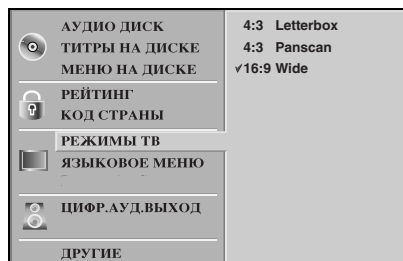 АУДИО ДИСК
ТИТРЫ НА ДИСКЕ
МЕНЮ НА ДИСКЕ
РЕЙТИНГ
КОД СТРАНЫ
РЕЖИМЫ ТВ
ЯЗЫКОВОЕ МЕНЮ
ЦИФР.АУД.ВЫХОД
ДРУГИЕ
4:3 Letterbox
4:3 Panscan
✓16:9 Wide